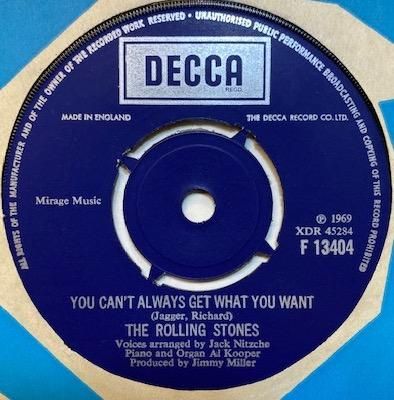 ALL RIGHTS OF THE MANUFACTURER AND OF THE OWNER OF THE RECORDED WORK RESERVED · UNAUTHORISED PUBLIC PERFORMANCE BROADCASTING AND COPYING OF THIS RECORD PROHIBITED
DECCA
REGD.
MADE IN ENGLAND
THE DECCA RECORD CO. LTD.
Mirage Music
℗ 1969
XDR 45284
F 13404
YOU CAN'T ALWAYS GET WHAT YOU WANT
(Jagger, Richard)
THE ROLLING STONES
Voices arranged by Jack Nitzche
Piano and Organ Al Kooper
Produced by Jimmy Miller